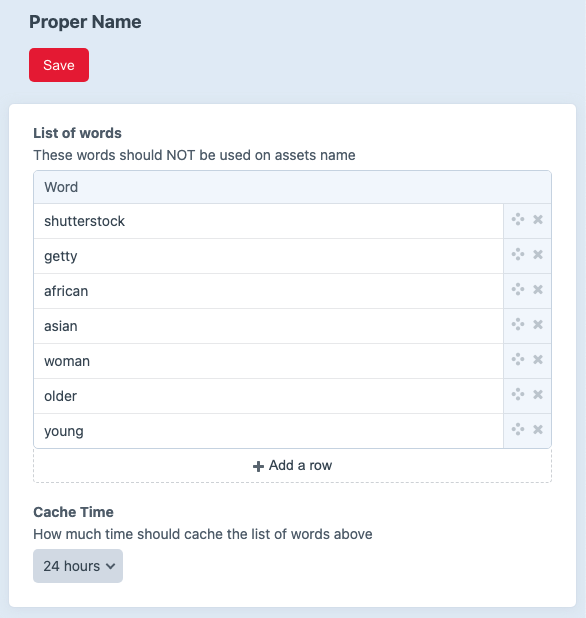 Proper Name
Save
List of words
These words should NOT be used on assets name
Word
shutterstock
getty
african
asian
woman
older
young
Add a row
Cache Time
How much time should cache the list of words above
24 hours